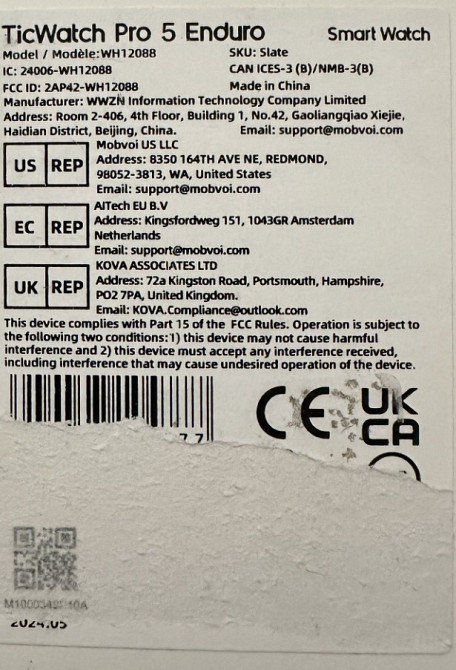 TicWatch Pro 5 Enduro Smart Watch
Model / Modèle:WH12088 SKU: Slate
IC: 24006-WH12088 CAN ICES-3 (B)/NMB-3(B)
FCC ID: 2AP42-WH12088 Made in China
Manufacturer: WWZN Information Technology Company Limited
Address: Room 2-406, 4th Floor, Building 1, No.42, Gaoliangqiao Xiejie,
Haidian District, Beijing, China. Email: support@mobvoi.com
US REP
Mobvoi US LLC
Address: 8350 164TH AVE NE, REDMOND,
98052-3813, WA, United States
Email: support@mobvoi.com
EC REP
AITech EU B.V
Address: Kingsfordweg 151, 1043GR Amsterdam
Netherlands
Email: support@mobvoi.com
UK REP
KOVA ASSOCIATES LTD
Address: 72a Kingston Road, Portsmouth, Hampshire,
PO2 7PA, United Kingdom.
Email: KOVA.Compliance@outlook.com
This device complies with Part 15 of the FCC Rules. Operation is subject to
the following two conditions:1) this device may not cause harmful
interference and 2) this device must accept any interference received,
including interference that may cause undesired operation of the device.
7 7
CE UK
CA
2024.05